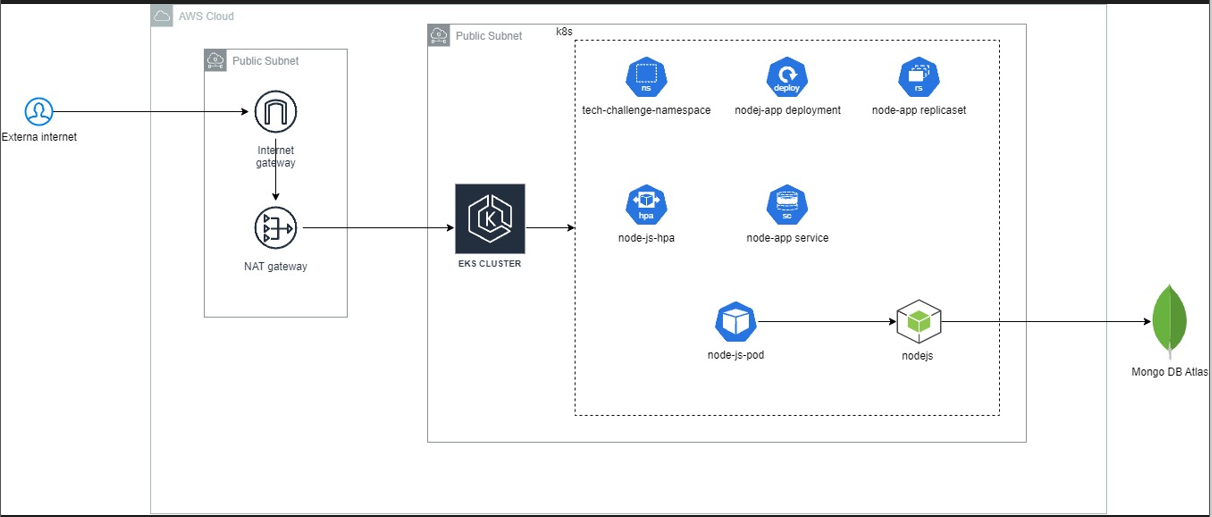 AWS Cloud
Public Subnet
k8s
Public Subnet
ns
deploy
rs
tech-challenge-namespace
nodej-app deployment
node-app replicaset
Externa internet
Internet
gateway
hpa
sc
K
node-js-hpa
node-app service
NAT gateway
EKS CLUSTER
node-js-pod
nodejs
Mongo DB Atlas